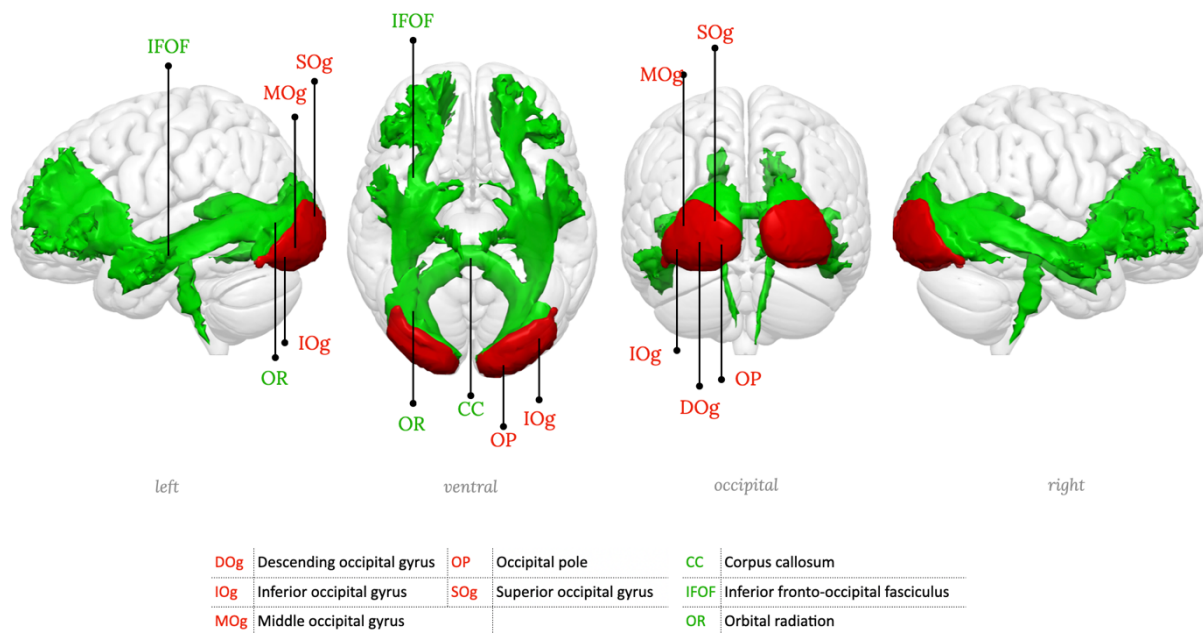 IFOF
SOg
MOg
IOg
OR
IFOF
OR
CC
OP
IOg
SOg
MOg
IOg
DOg
OP
left
ventral
occipital
right
DOg Descending occipital gyrus OP Occipital pole CC Corpus callosum
IOg Inferior occipital gyrus SOg Superior occipital gyrus IFOF Inferior fronto-occipital fasciculus
MOg Middle occipital gyrus OR Orbital radiation